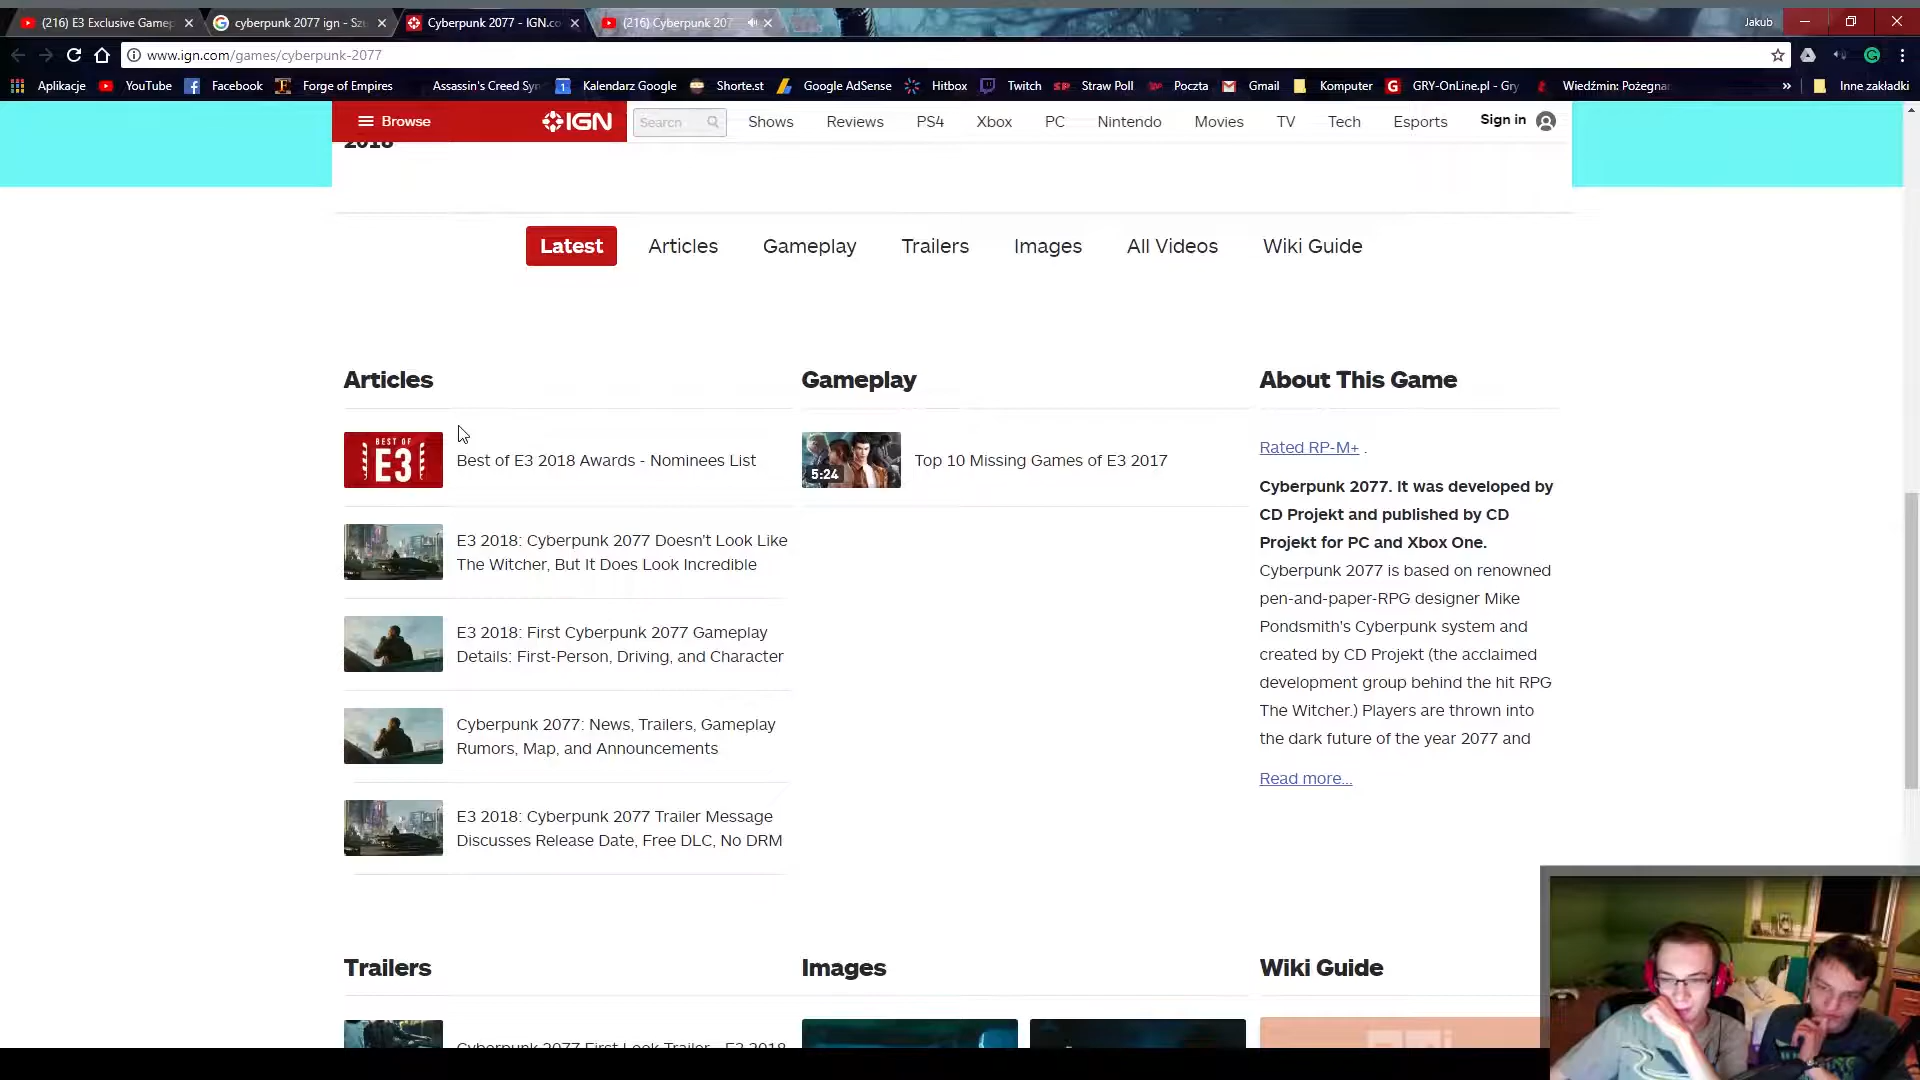 (216) E3 Exclusive Gamep
cyberpunk 2077 ign - Szu
Cyberpunk 2077 - IGN.co
(216) Cyberpunk 207
Jakub
www.ign.com/games/cyberpunk-2077
Aplikacje YouTube Facebook Forge of Empires Assassin's Creed Syn Kalendarz Google Shorte.st Google AdSense Hitbox Twitch Straw Poll Poczta Gmail Komputer GRY-OnLine.pl - Gry Wiedźmin: Pożegnan Inne zakładki
Browse IGN Search Shows Reviews PS4 Xbox PC Nintendo Movies TV Tech Esports Sign in
2018
Latest Articles Gameplay Trailers Images All Videos Wiki Guide
Articles
BEST OF
E3
Best of E3 2018 Awards - Nominees List
E3 2018: Cyberpunk 2077 Doesn't Look Like
The Witcher, But It Does Look Incredible
E3 2018: First Cyberpunk 2077 Gameplay
Details: First-Person, Driving, and Character
Cyberpunk 2077: News, Trailers, Gameplay
Rumors, Map, and Announcements
E3 2018: Cyberpunk 2077 Trailer Message
Discusses Release Date, Free DLC, No DRM
Gameplay
5:24
Top 10 Missing Games of E3 2017
About This Game
Rated RP-M+ .
Cyberpunk 2077. It was developed by
CD Projekt and published by CD
Projekt for PC and Xbox One.
Cyberpunk 2077 is based on renowned
pen-and-paper-RPG designer Mike
Pondsmith's Cyberpunk system and
created by CD Projekt (the acclaimed
development group behind the hit RPG
The Witcher.) Players are thrown into
the dark future of the year 2077 and
Read more...
Trailers
Cyberpunk 2077 First Look Trailer - E3 2018
Images
Wiki Guide